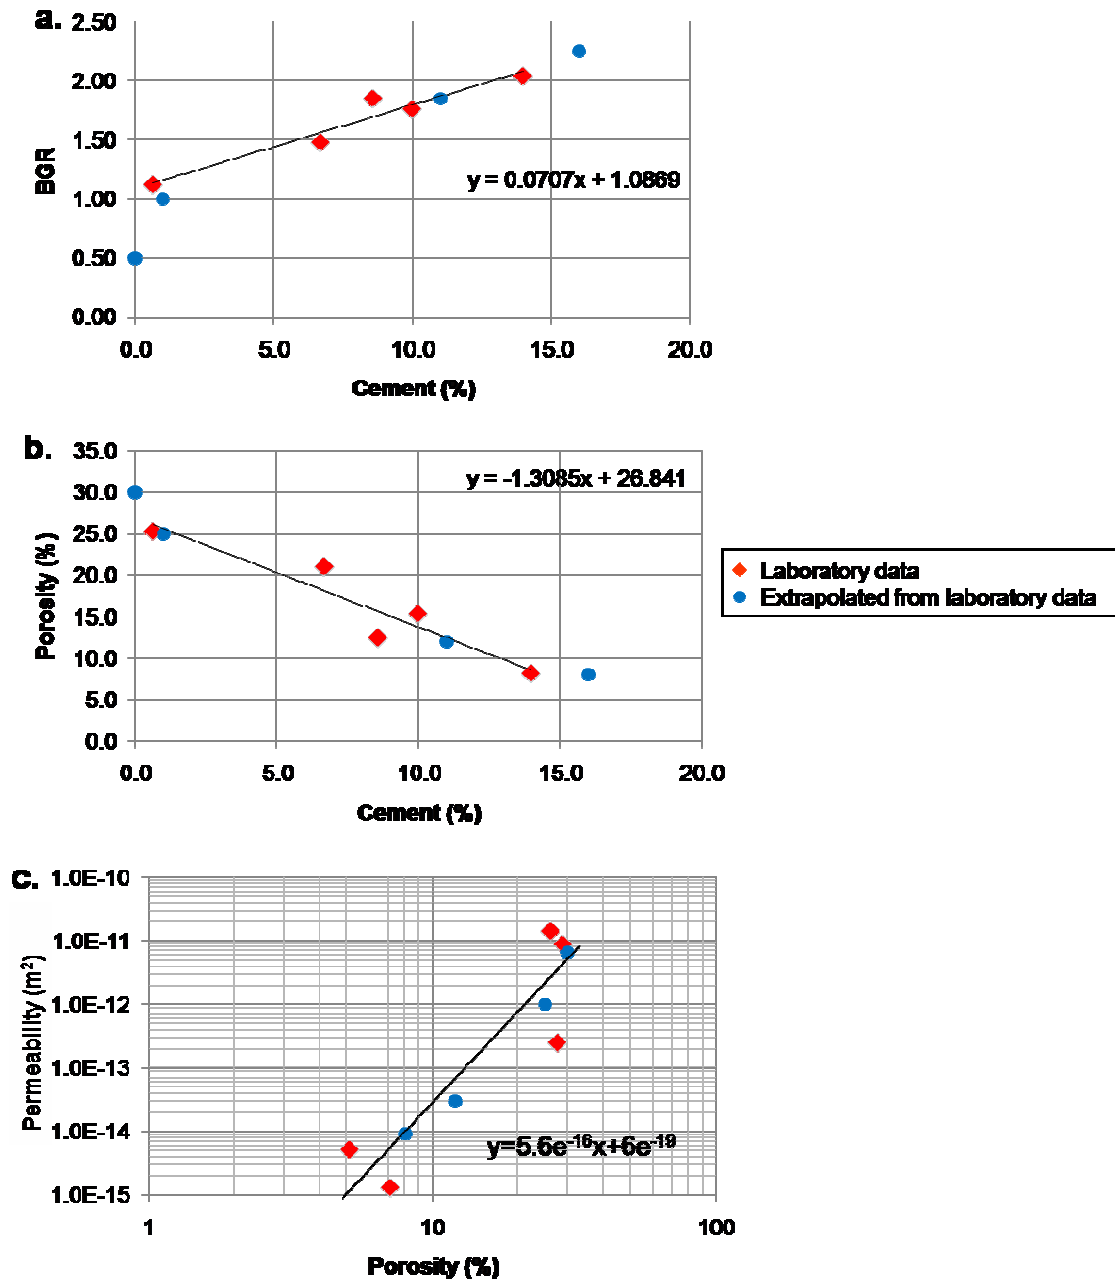 a.
2.50
2.00
1.50
1.00
0.50
0.00
BGR
y = 0.0707x + 1.0869
0.0 5.0 10.0 15.0 20.0
Cement (%)
b.
35.0
30.0
25.0
20.0
15.0
10.0
5.0
0.0
Porosity (%)
y = -1.3085x + 26.841
0.0 5.0 10.0 15.0 20.0
Cement (%)
Laboratory data
Extrapolated from laboratory data
c.
1.0E-10
1.0E-11
1.0E-12
1.0E-13
1.0E-14
1.0E-15
Permeability (m²)
y=5.5e⁻¹⁶x+6e⁻¹⁹
1 10 100
Porosity (%)